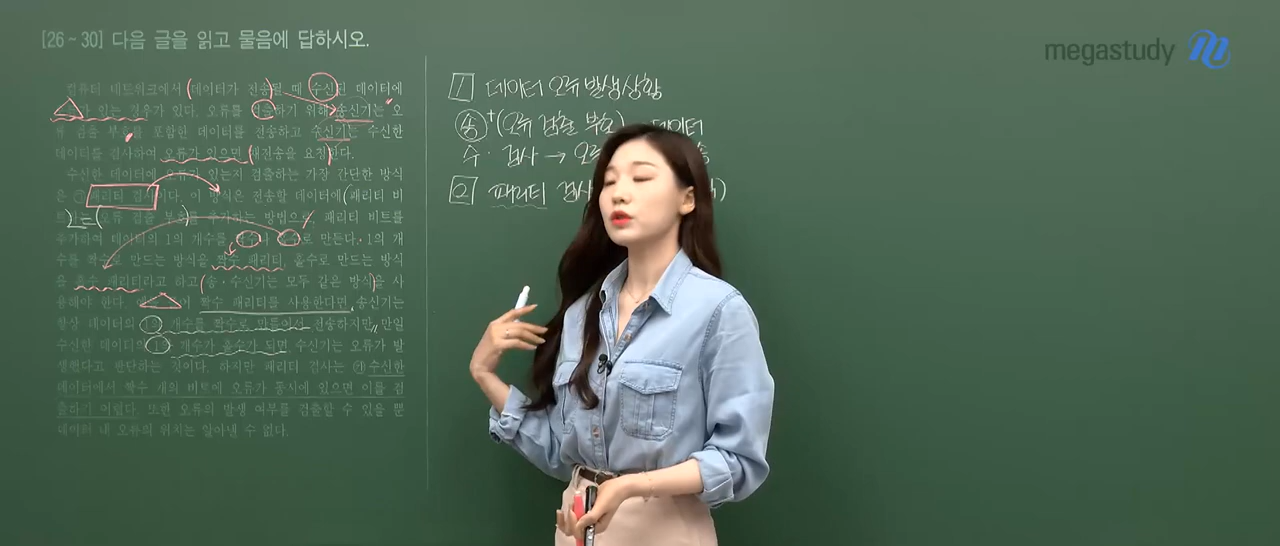 [26~30] 다음 글을 읽고 물음에 답하시오.
컴퓨터 네트워크에서 데이터가 전송될 때 수신된 데이터에
가 있는 경우가 있다. 오류를 검출하기 위해 송신기는 오
류 검출 부호를 포함한 데이터를 전송하고 수신기는 수신한
데이터를 검사하여 오류가 있으면 재전송을 요청한다.
수신한 데이터에 오류가 있는지 검출하는 가장 간단한 방식
은 ㉠패리티 검사이다. 이 방식은 전송할 데이터에 패리티 비
오류 검출 부호를 추가하는 방법으로, 패리티 비트를
추가하여 데이터의 1의 개수를 짝수나 홀수로 만든다. 1의 개
수를 짝수로 만드는 방식을 짝수 패리티, 홀수로 만드는 방식
을 홀수 패리티라고 하고 송·수신기는 모두 같은 방식을 사
용해야 한다. 짝수 패리티를 사용한다면 송신기는
항상 데이터의 1의 개수를 짝수로 만들어서 전송하지만, 만일
수신한 데이터의 1의 개수가 홀수가 되면 수신기는 오류가 발
생했다고 판단하는 것이다. 하지만 패리티 검사는 수신한
데이터에서 짝수 개의 비트에 오류가 동시에 있으면 이를 검
출하기 어렵다. 또한 오류의 발생 여부를 검출할 수 있을 뿐
데이터 내 오류의 위치는 알아낼 수 없다.
1 데이터 오류 발생 상황
송 + (오류 검출 부호) 데이터
수 · 검사 → 오
2 패리티 검사
megastudy